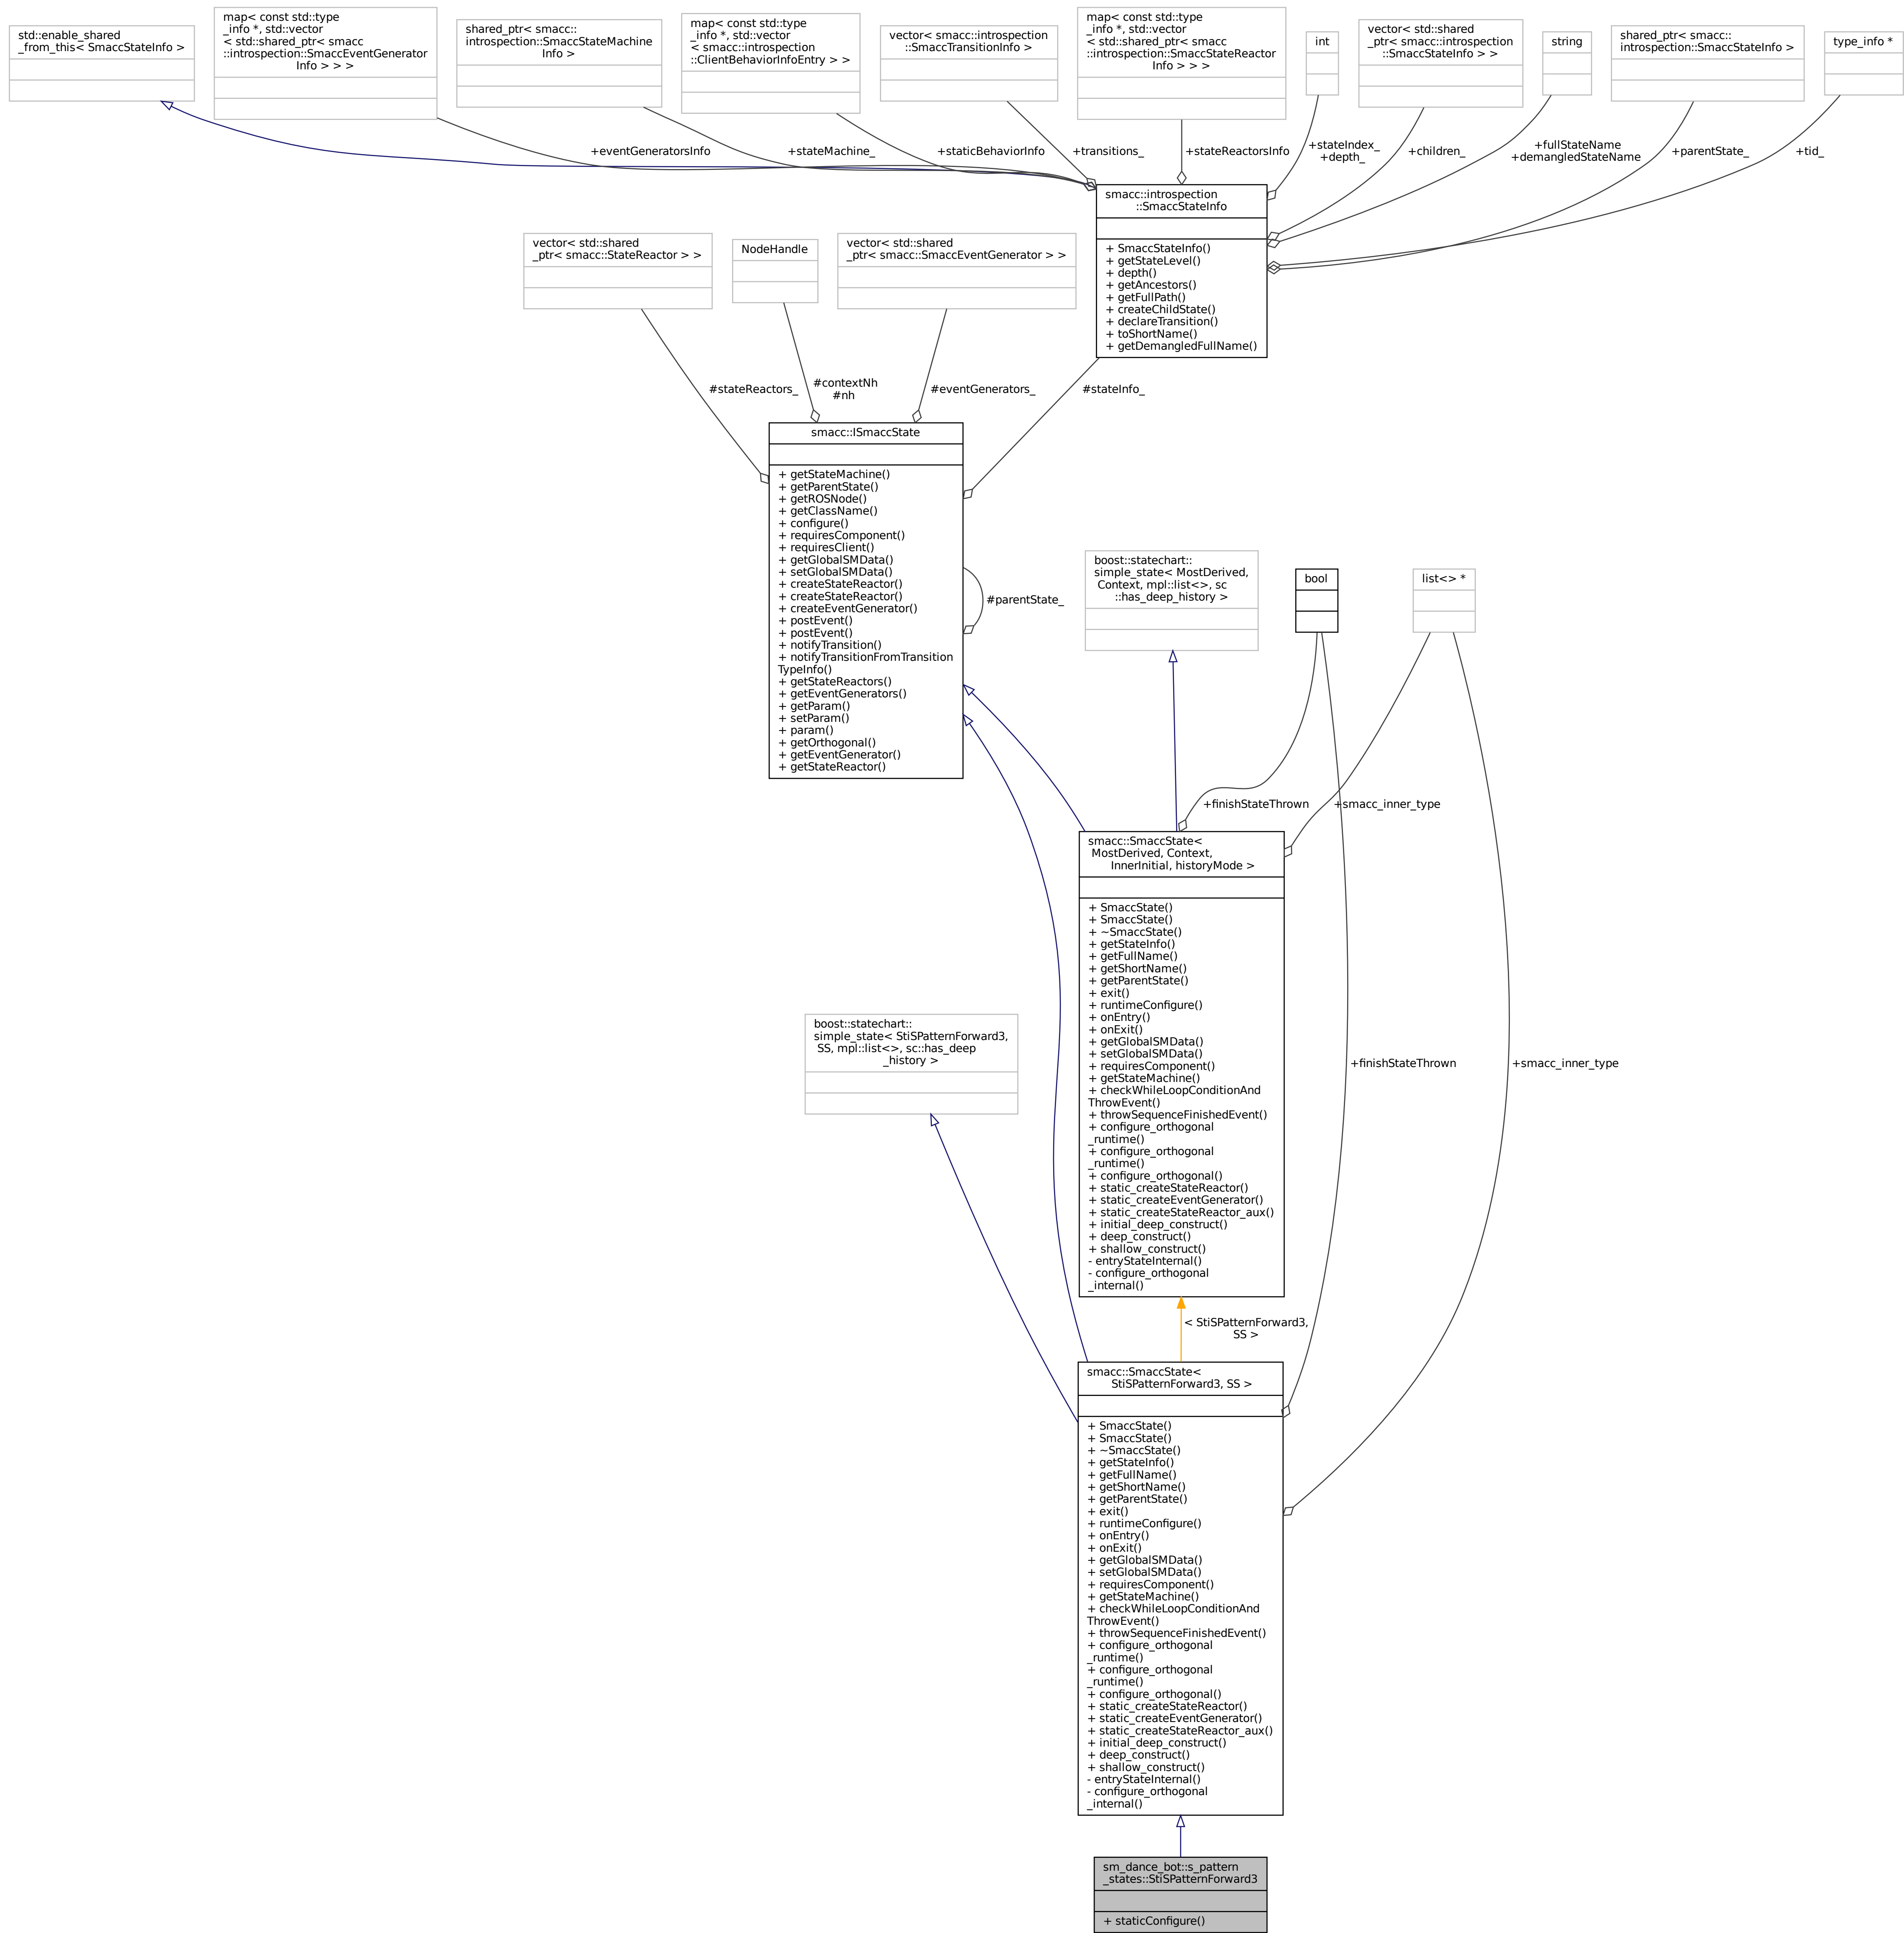 std::enable_shared
_from_this< SmaccStateInfo >
map< const std::type
_info *, std::vector
< std::shared_ptr< smacc
::introspection::SmaccEventGenerator
Info > > >
shared_ptr< smacc::
introspection::SmaccStateMachine
Info >
map< const std::type
_info *, std::vector
< smacc::introspection
::ClientBehaviorInfoEntry > >
vector< smacc::introspection
::SmaccTransitionInfo >
map< const std::type
_info *, std::vector
< std::shared_ptr< smacc
::introspection::SmaccStateReactor
Info > > >
int
vector< std::shared
_ptr< smacc::introspection
::SmaccStateInfo > >
string
shared_ptr< smacc::
introspection::SmaccStateInfo >
type_info *
+eventGeneratorsInfo
+stateMachine_
+staticBehaviorInfo
+transitions_
+stateReactorsInfo
+stateIndex_
+depth_
+children_
+fullStateName
+demangledStateName
+parentState_
+tid_
smacc::introspection
::SmaccStateInfo
+ SmaccStateInfo()
+ getStateLevel()
+ depth()
+ getAncestors()
+ getFullPath()
+ createChildState()
+ declareTransition()
+ toShortName()
+ getDemangledFullName()
vector< std::shared
_ptr< smacc::StateReactor > >
NodeHandle
vector< std::shared
_ptr< smacc::SmaccEventGenerator > >
#stateReactors_
#contextNh
#nh
#eventGenerators_
#stateInfo_
smacc::ISmaccState
+ getStateMachine()
+ getParentState()
+ getROSNode()
+ getClassName()
+ configure()
+ requiresComponent()
+ requiresClient()
+ getGlobalSMData()
+ setGlobalSMData()
+ createStateReactor()
+ createStateReactor()
+ createEventGenerator()
+ postEvent()
+ postEvent()
+ notifyTransition()
+ notifyTransitionFromTransition
TypeInfo()
+ getStateReactors()
+ getEventGenerators()
+ getParam()
+ setParam()
+ param()
+ getOrthogonal()
+ getEventGenerator()
+ getStateReactor()
#parentState_
boost::statechart::
simple_state< MostDerived,
Context, mpl::list<>, sc
::has_deep_history >
bool
list<> *
+finishStateThrown
+smacc_inner_type
smacc::SmaccState<
MostDerived, Context,
InnerInitial, historyMode >
+ SmaccState()
+ SmaccState()
+ ~SmaccState()
+ getStateInfo()
+ getFullName()
+ getShortName()
+ getParentState()
+ exit()
+ runtimeConfigure()
+ onEntry()
+ onExit()
+ getGlobalSMData()
+ setGlobalSMData()
+ requiresComponent()
+ getStateMachine()
+ checkWhileLoopConditionAnd
ThrowEvent()
+ throwSequenceFinishedEvent()
+ configure_orthogonal
_runtime()
+ configure_orthogonal
_runtime()
+ configure_orthogonal()
+ static_createStateReactor()
+ static_createEventGenerator()
+ static_createStateReactor_aux()
+ initial_deep_construct()
+ deep_construct()
+ shallow_construct()
- entryStateInternal()
- configure_orthogonal
_internal()
boost::statechart::
simple_state< StiSPatternForward3,
SS, mpl::list<>, sc::has_deep
_history >
+finishStateThrown
+smacc_inner_type
< StiSPatternForward3,
SS >
smacc::SmaccState<
StiSPatternForward3, SS >
+ SmaccState()
+ SmaccState()
+ ~SmaccState()
+ getStateInfo()
+ getFullName()
+ getShortName()
+ getParentState()
+ exit()
+ runtimeConfigure()
+ onEntry()
+ onExit()
+ getGlobalSMData()
+ setGlobalSMData()
+ requiresComponent()
+ getStateMachine()
+ checkWhileLoopConditionAnd
ThrowEvent()
+ throwSequenceFinishedEvent()
+ configure_orthogonal
_runtime()
+ configure_orthogonal
_runtime()
+ configure_orthogonal()
+ static_createStateReactor()
+ static_createEventGenerator()
+ static_createStateReactor_aux()
+ initial_deep_construct()
+ deep_construct()
+ shallow_construct()
- entryStateInternal()
- configure_orthogonal
_internal()
sm_dance_bot::s_pattern
_states::StiSPatternForward3
+ staticConfigure()